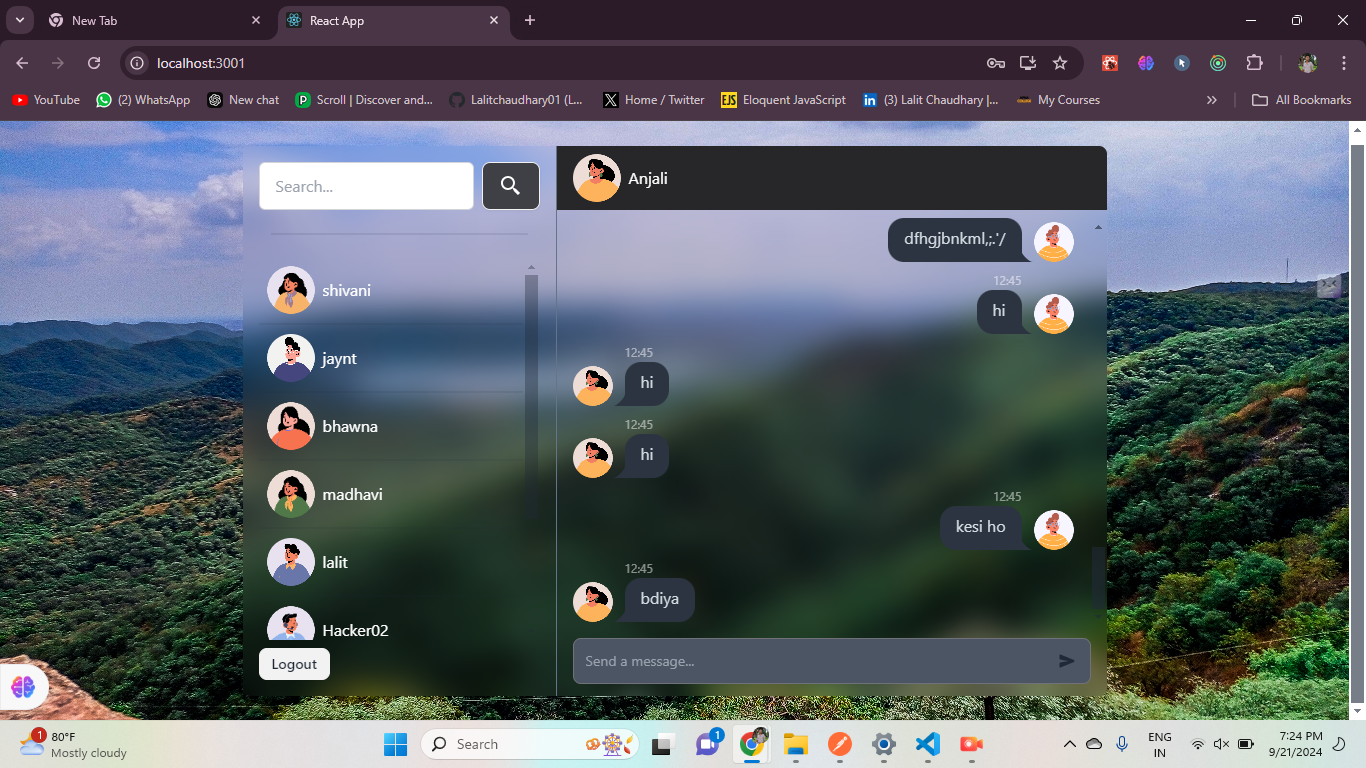 New Tab
React App
localhost:3001
YouTube
(2) WhatsApp
New chat
Scroll | Discover and...
Lalitchaudhary01 (L...
Home / Twitter
EJS
Eloquent JavaScript
in
(3) Lalit Chaudhary |...
My Courses
All Bookmarks
Search...
shivani
jaynt
bhawna
madhavi
lalit
Hacker02
Logout
Anjali
dfhgjbnkml,;.'/
12:45
hi
12:45
hi
12:45
hi
12:45
kesi ho
12:45
bdiya
Send a message...
1
80°F
Mostly cloudy
Search
1
ENG
IN
7:24 PM
9/21/2024